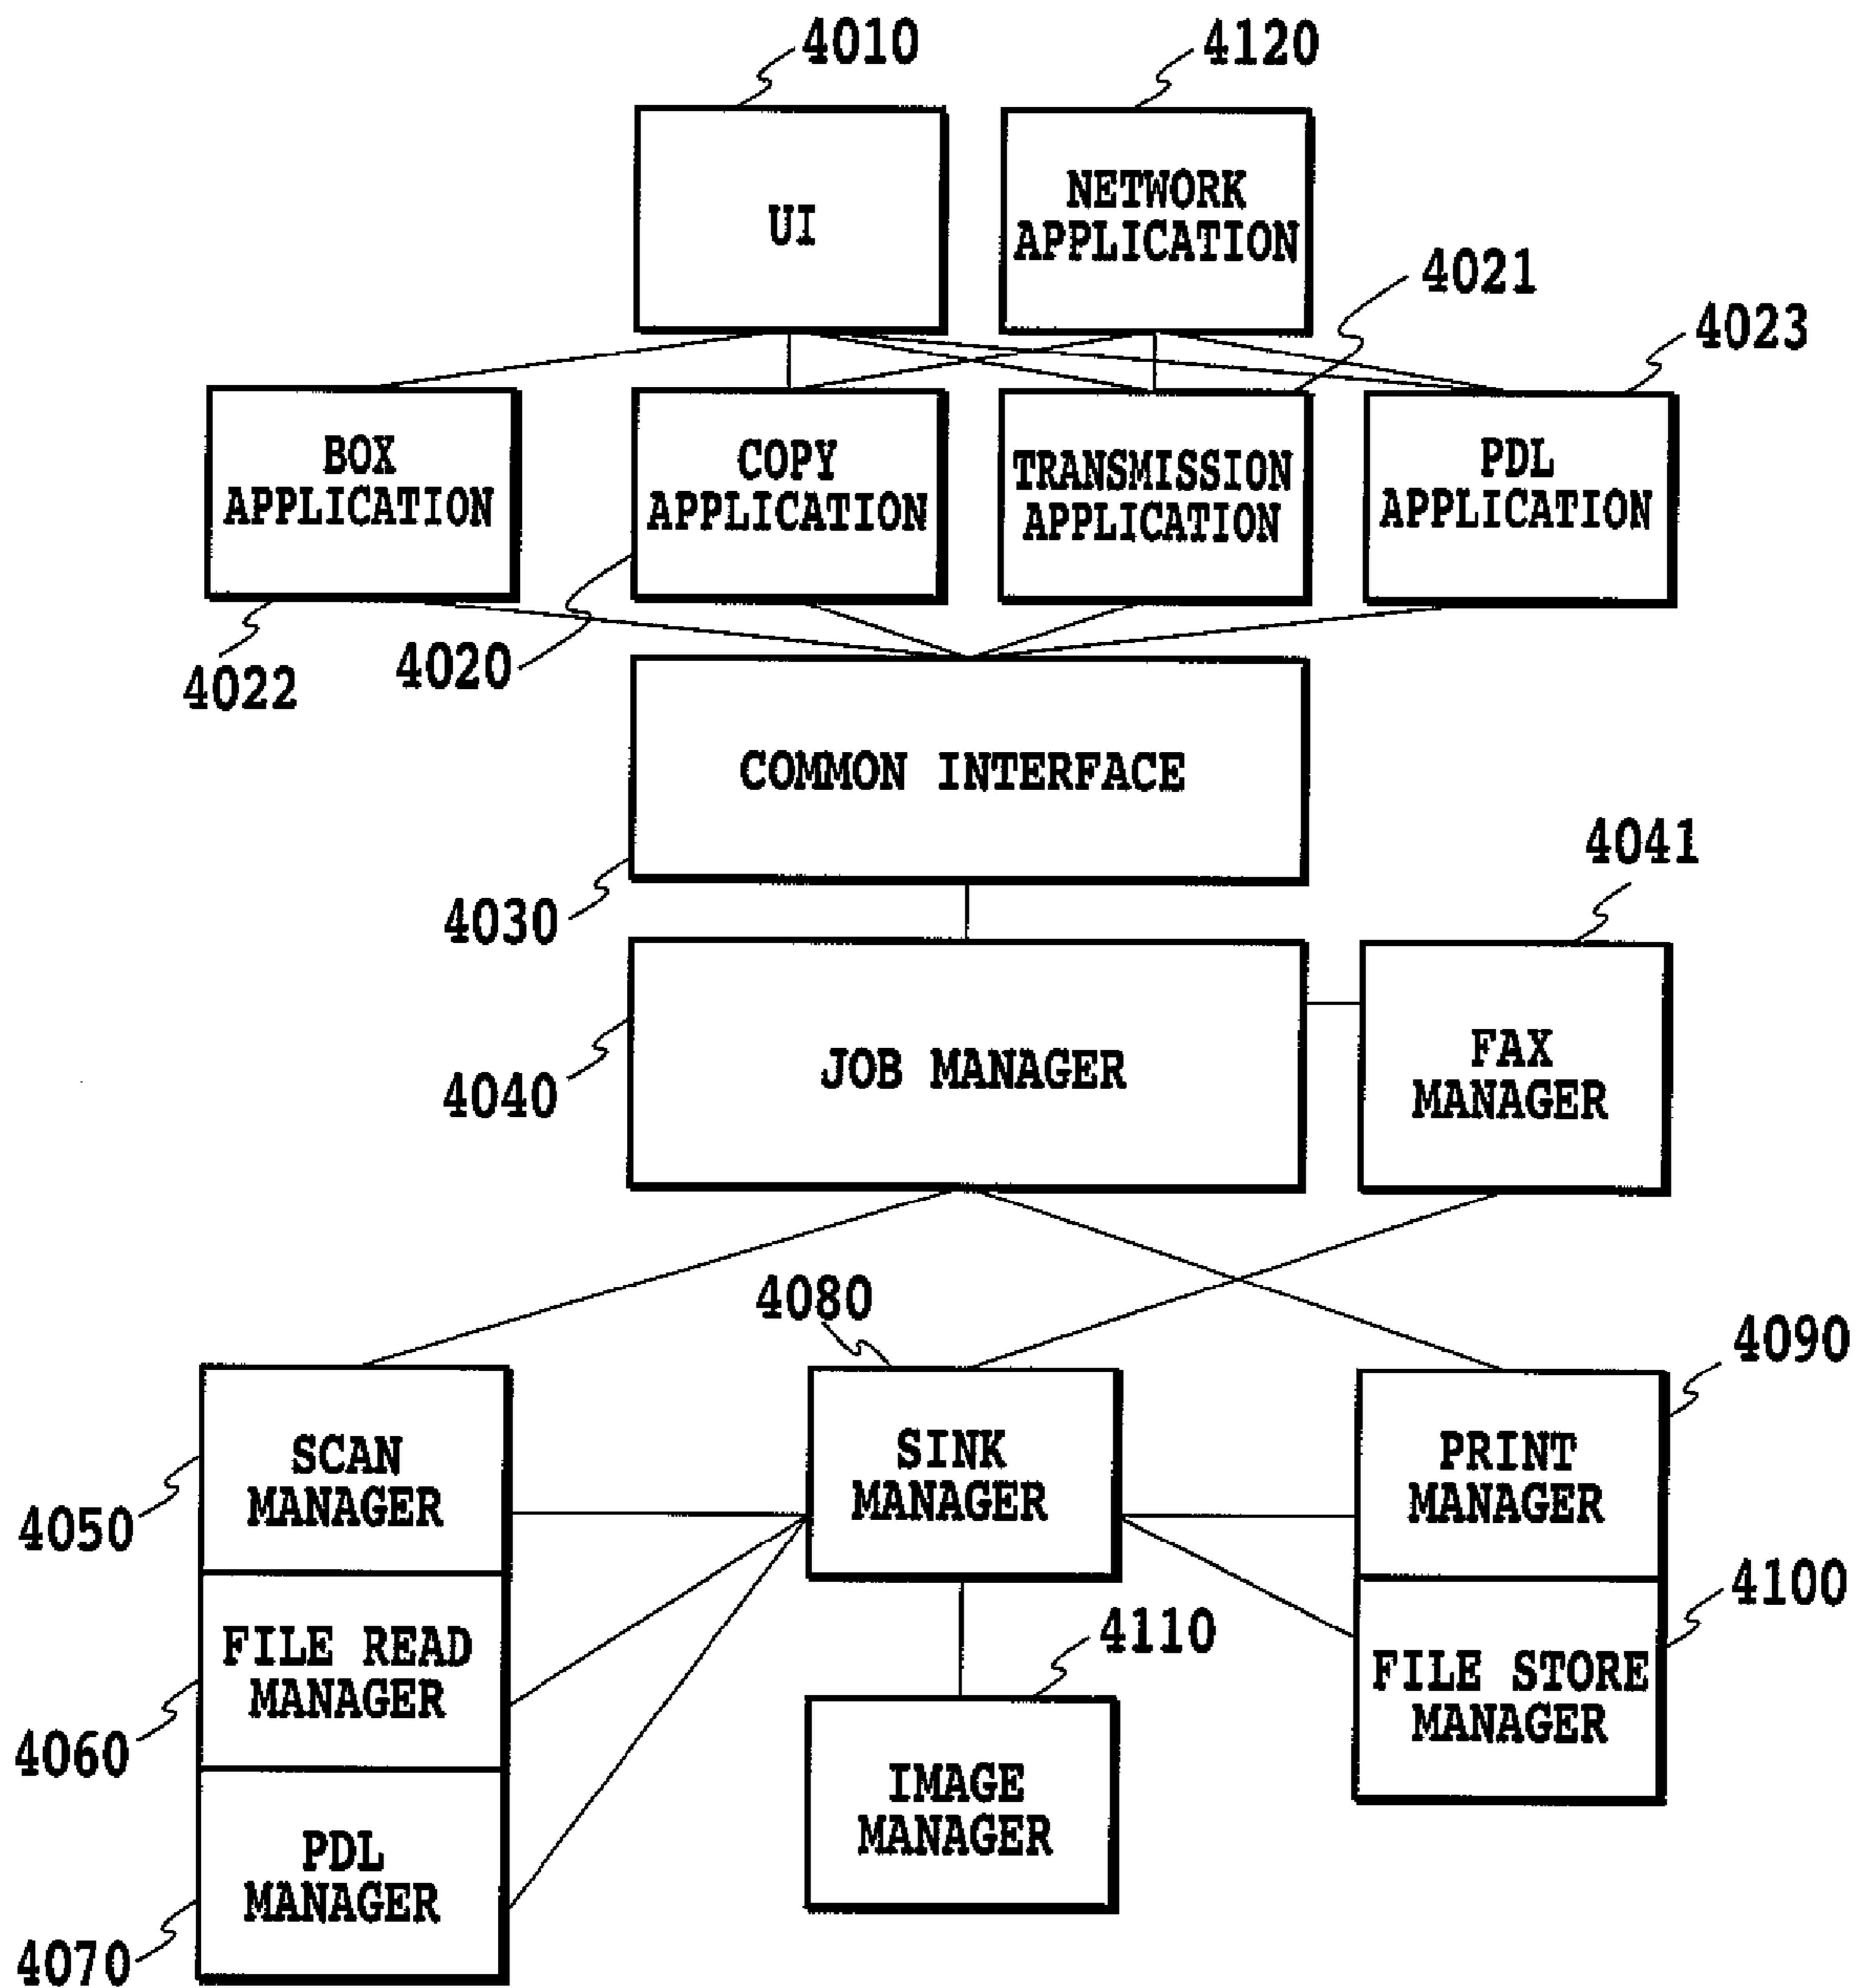 4010
4120
UI
NETWORK
APPLICATION
4021
4023
BOX
APPLICATION
COPY
APPLICATION
TRANSMISSION
APPLICATION
PDL
APPLICATION
4022
4020
COMMON INTERFACE
4030
4041
JOB MANAGER
4040
FAX
MANAGER
4080
4090
SCAN
MANAGER
4050
SINK
MANAGER
PRINT
MANAGER
4100
FILE READ
MANAGER
4060
4110
FILE STORE
MANAGER
IMAGE
MANAGER
PDL
MANAGER
4070